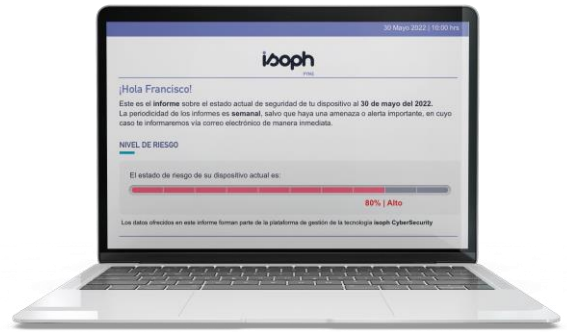 30 Mayo 2022 | 10:00 hrs
isoph
¡Hola Francisco!
Este es el informe sobre el estado actual de seguridad de tu dispositivo al 30 de mayo del 2022.
La periodicidad de los informes es semanal, salvo que haya una amenaza o alerta importante, en cuyo
caso te informaremos vía correo electrónico de manera inmediata.
NIVEL DE RIESGO
El estado de riesgo de su dispositivo actual es:
80% | Alto
Los datos ofrecidos en este informe forman parte de la plataforma de gestión de la tecnología isoph CyberSecurity